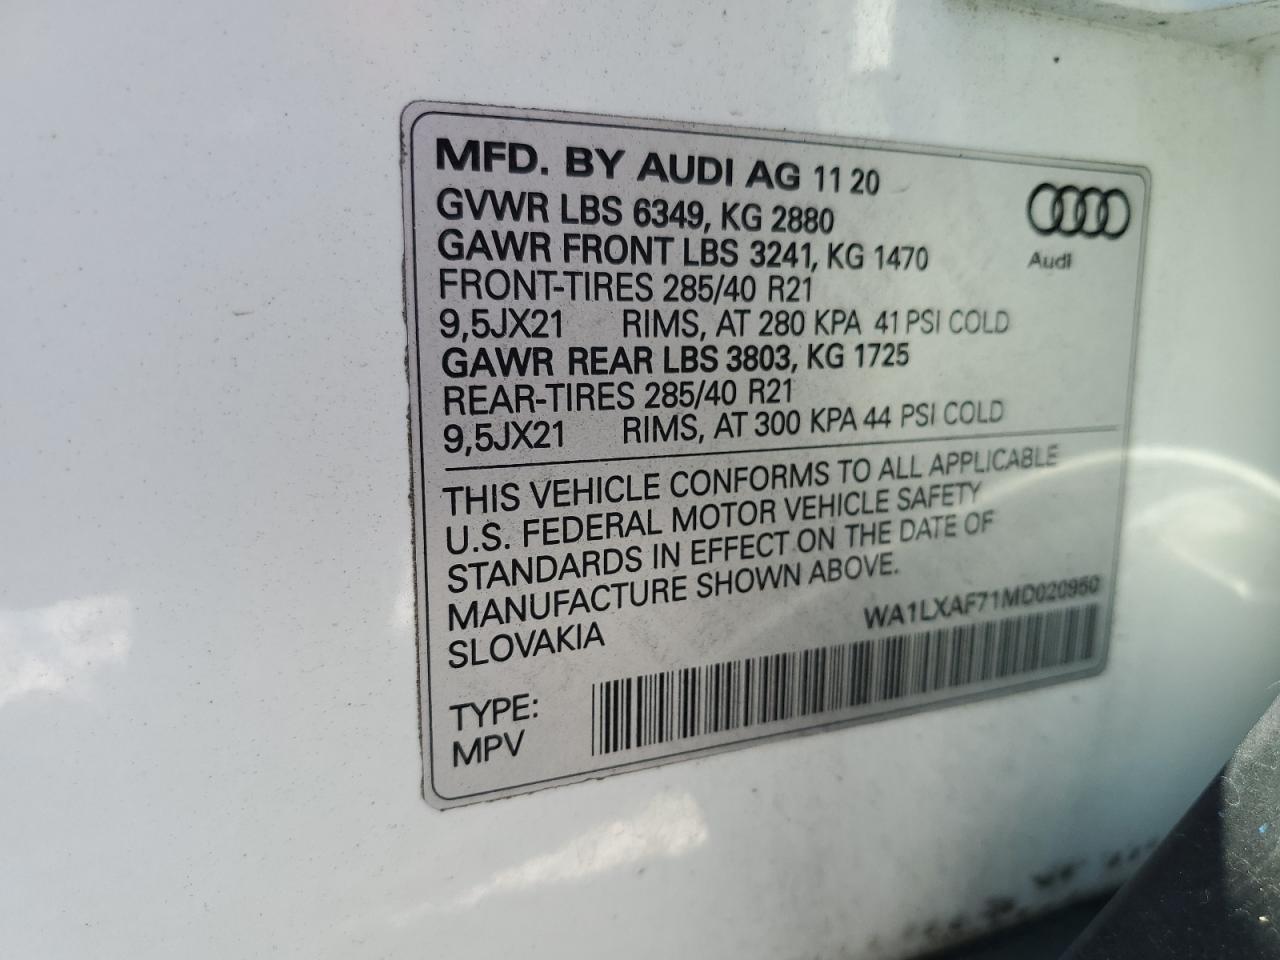 MFD. BY AUDI AG 11 20
GVWR LBS 6349, KG 2880
GAWR FRONT LBS 3241, KG 1470
FRONT-TIRES 285/40 R21
9,5JX21 RIMS, AT 280 KPA 41 PSI COLD
GAWR REAR LBS 3803, KG 1725
REAR-TIRES 285/40 R21
9,5JX21 RIMS, AT 300 KPA 44 PSI COLD
Audi
THIS VEHICLE CONFORMS TO ALL APPLICABLE
U.S. FEDERAL MOTOR VEHICLE SAFETY
STANDARDS IN EFFECT ON THE DATE OF
MANUFACTURE SHOWN ABOVE.
SLOVAKIA
WA1LXAF71MD020960
TYPE:
MPV